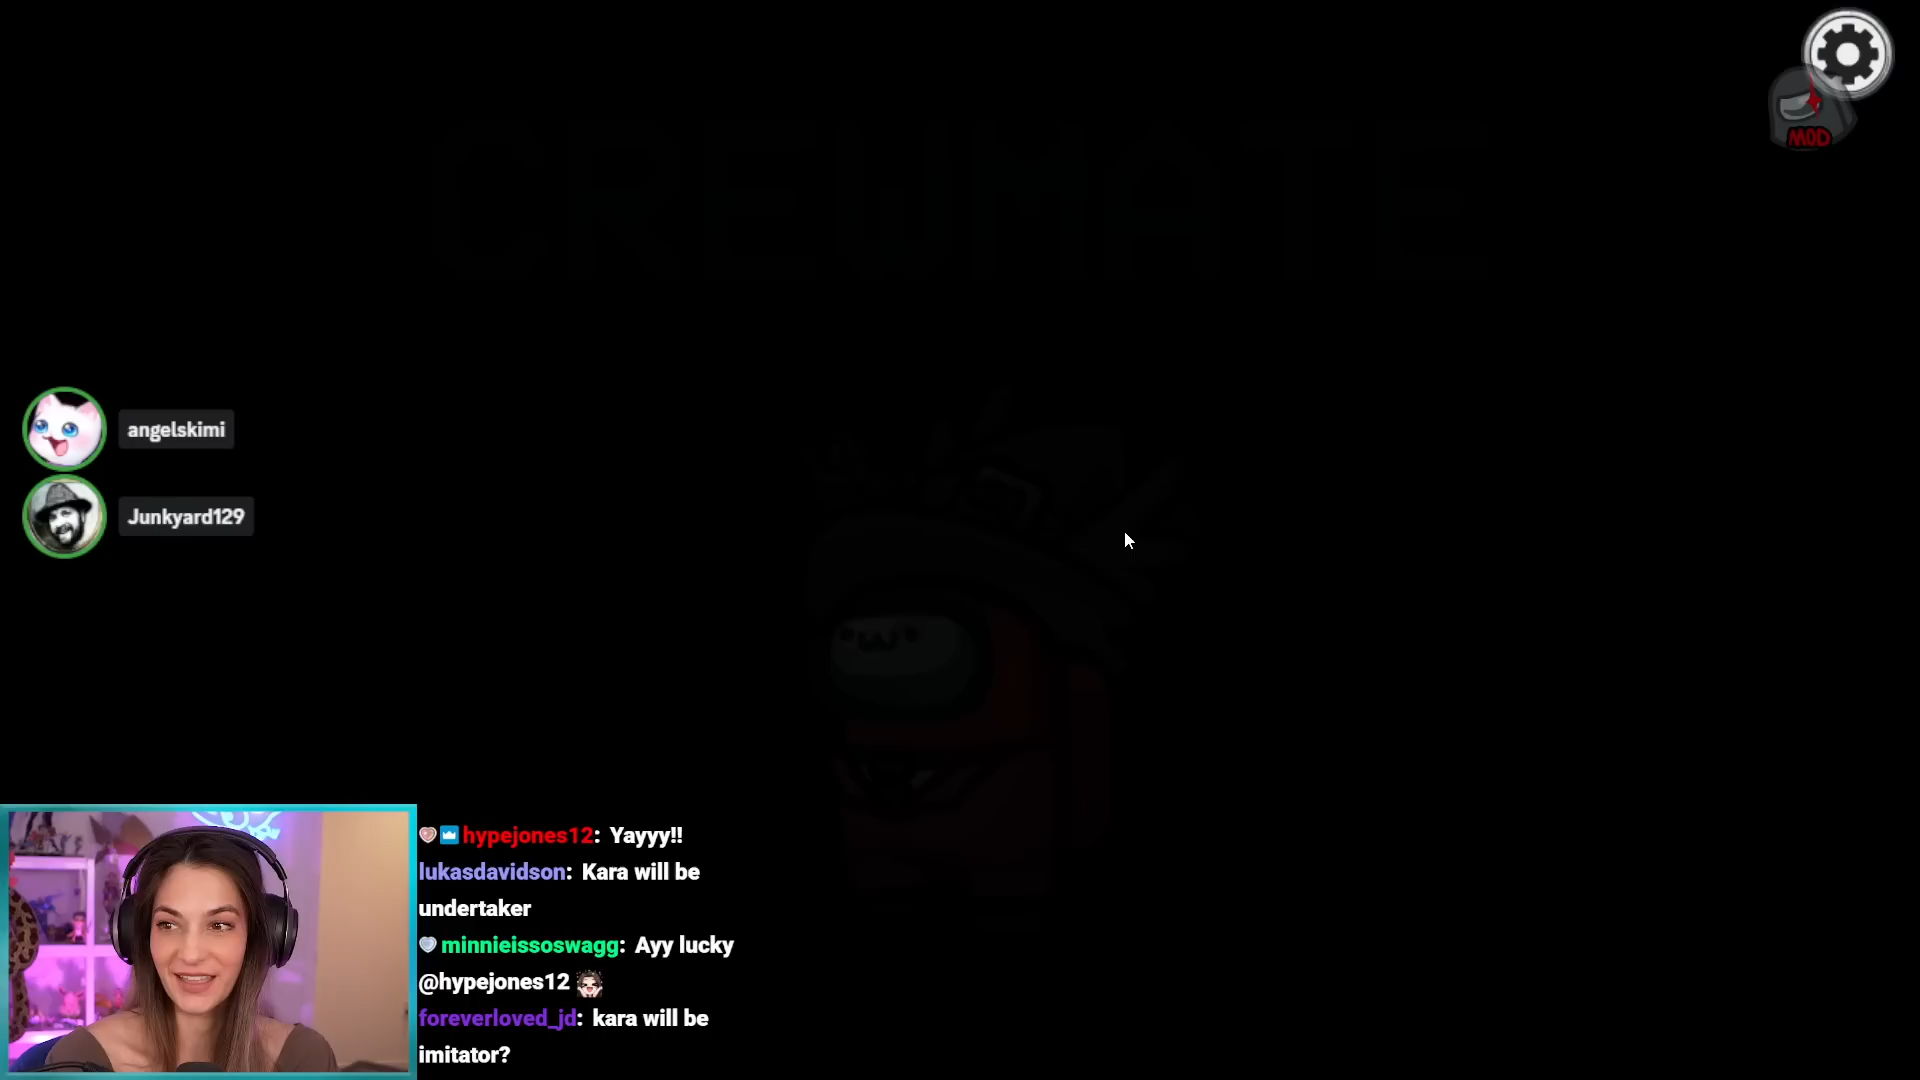 CREWMATE
MOD
angelskimi
Junkyard129
hypejones12: Yayyy!!
lukasdavidson: Kara will be
undertaker
minnieissoswagg: Ayy lucky
@hypejones12
foreverloved_jd: kara will be
imitator?